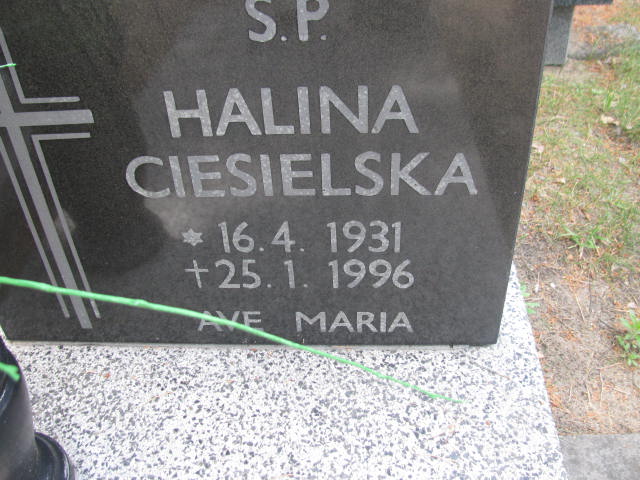 Ś.P.
HALINA
CIESIELSKA
* 16.4. 1931
† 25.1. 1996
AVE MARIA